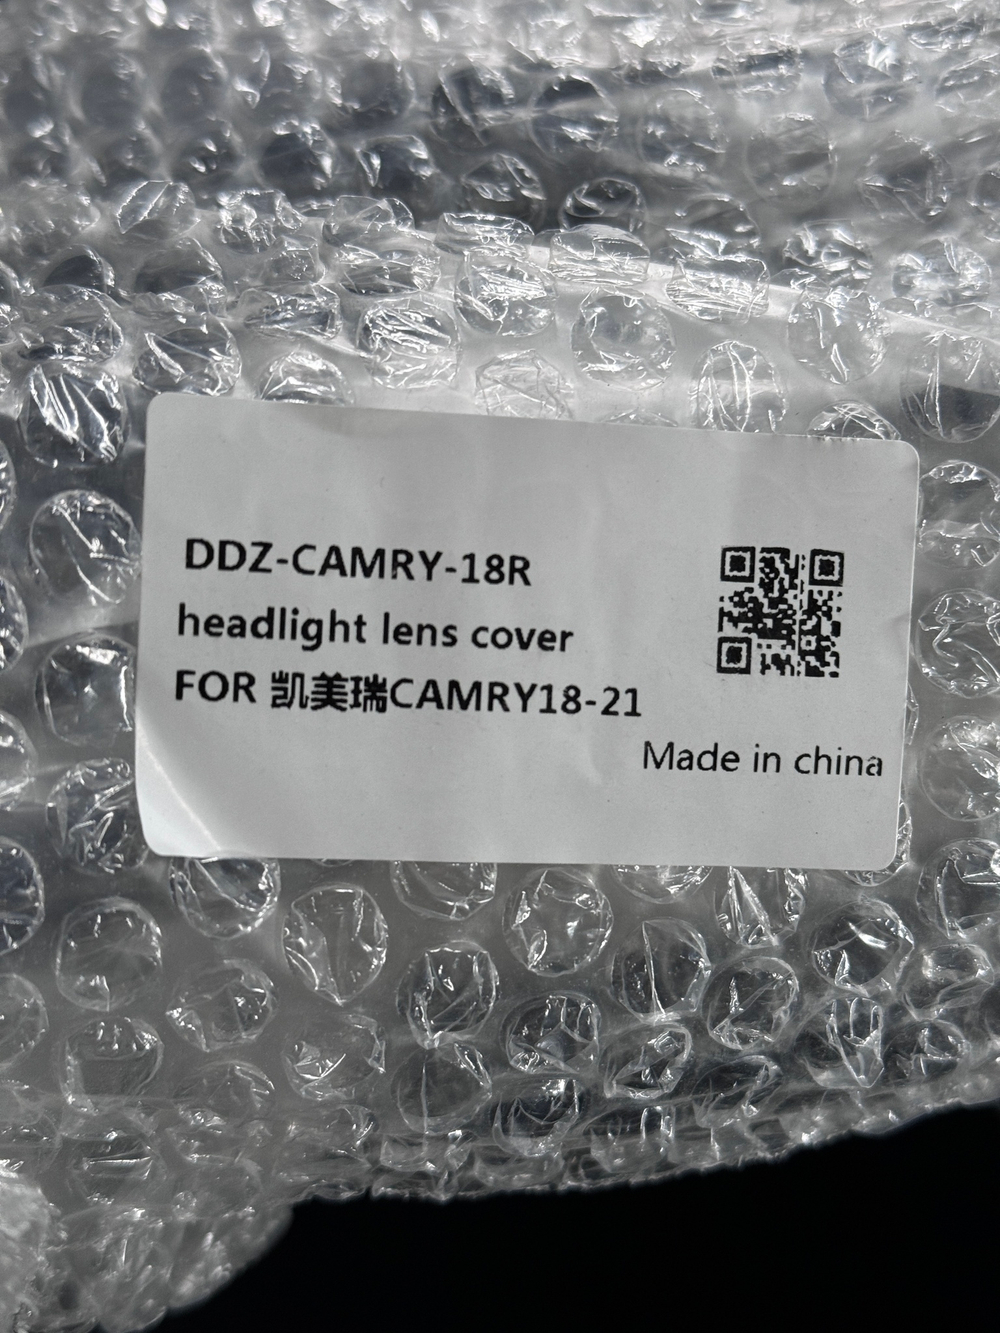 DDZ-CAMRY-18R
headlight lens cover
FOR 凯美瑞CAMRY18-21
Made in china